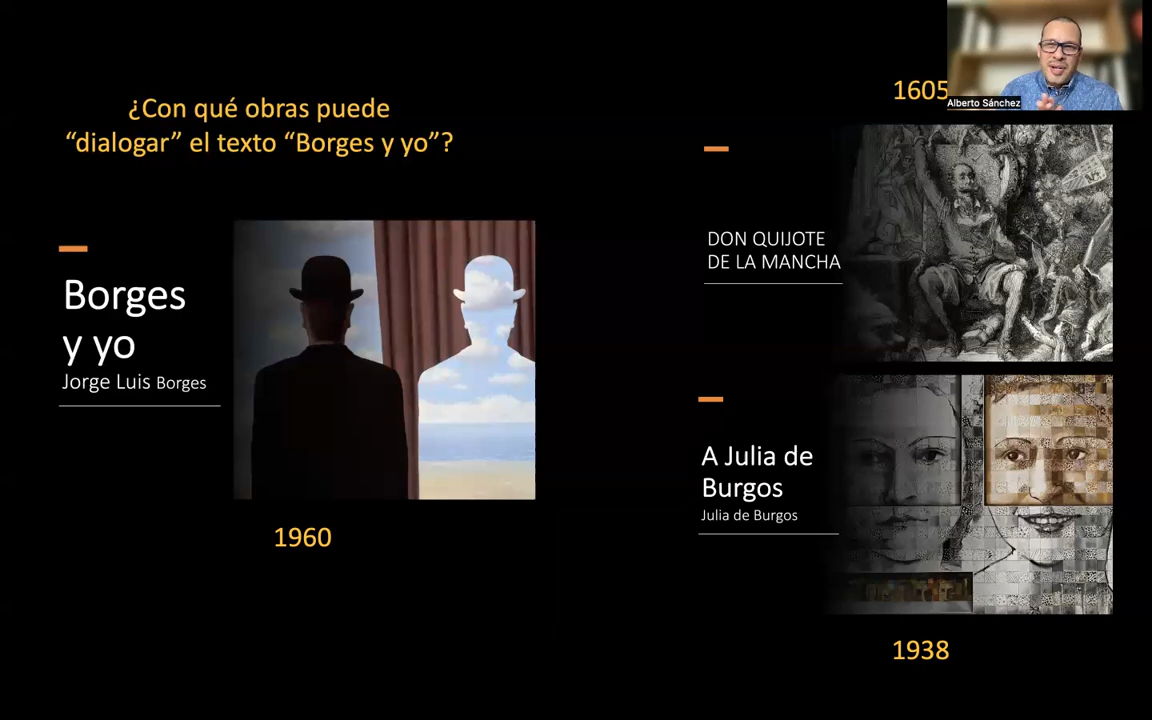 ¿Con qué obras puede
“dialogar” el texto “Borges y yo”?
Borges
y yo
Jorge Luis Borges
1960
1605
Alberto Sánchez
DON QUIJOTE
DE LA MANCHA
A Julia de
Burgos
Julia de Burgos
1938